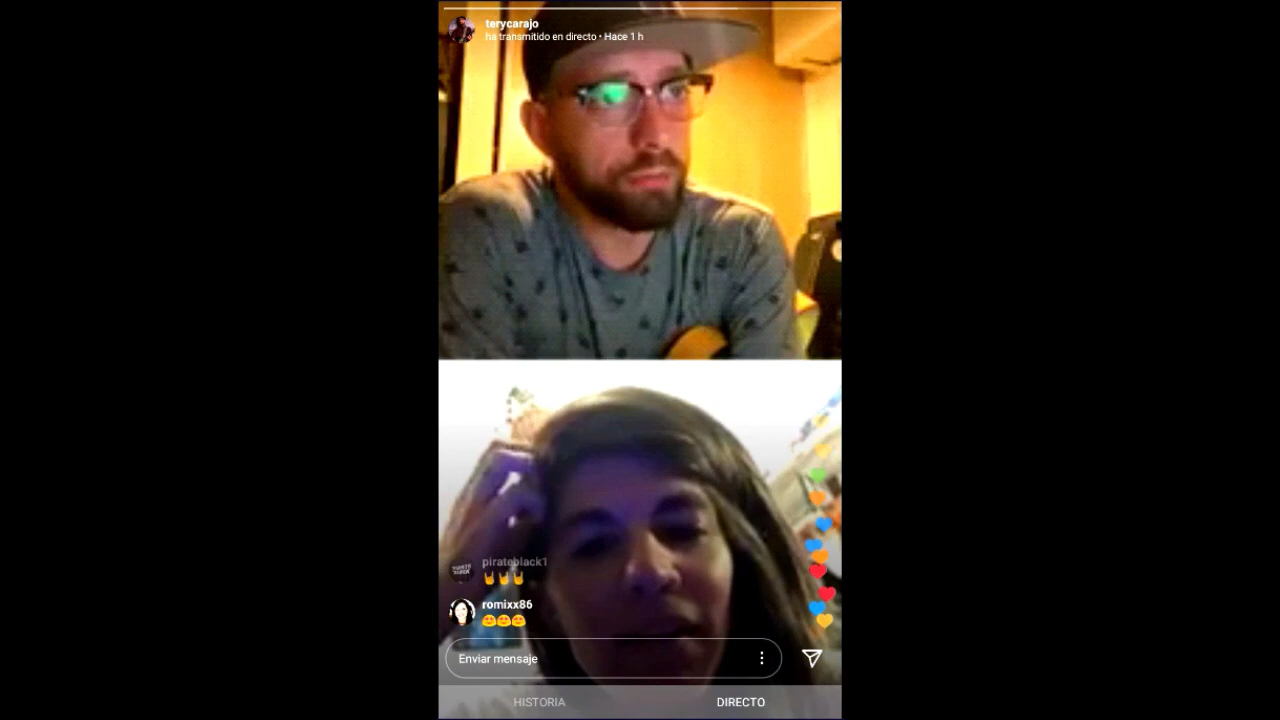 terycarajo
ha transmitido en directo · Hace 1 h
pirateblack1
romixx86
Enviar mensaje
HISTORIA
DIRECTO